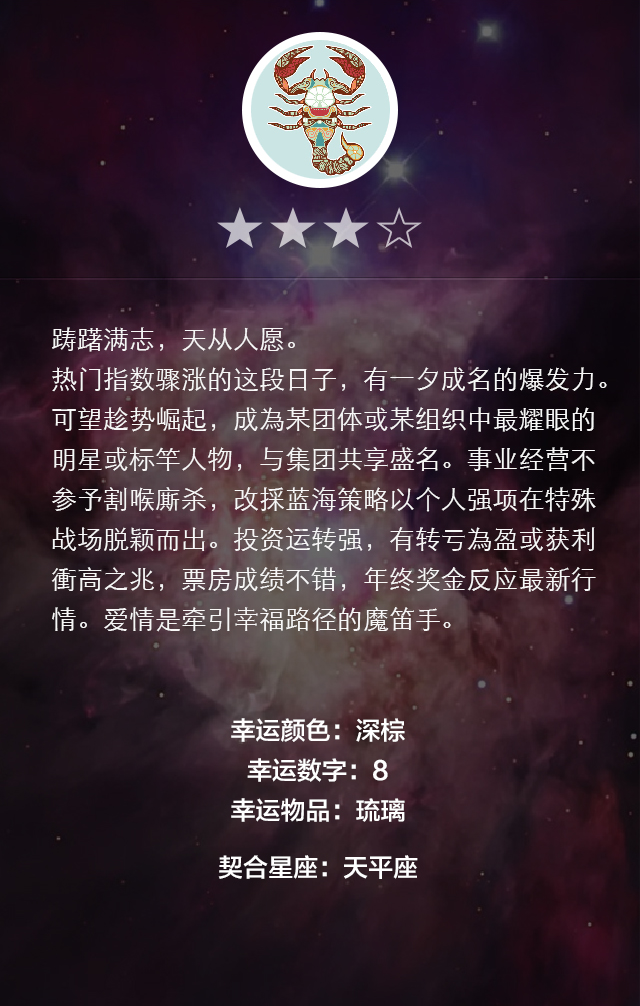 踌躇满志，天从人愿。
热门指数骤涨的这段日子，有一夕成名的爆发力。
可望趁势崛起，成為某团体或某组织中最耀眼的
明星或标竿人物，与集团共享盛名。事业经营不
参予割喉廝杀，改採蓝海策略以个人强项在特殊
战场脱颖而出。投资运转强，有转亏為盈或获利
衝高之兆，票房成绩不错，年终奖金反应最新行
情。爱情是牵引幸福路径的魔笛手。
幸运颜色：深棕
幸运数字：8
幸运物品：琉璃
契合星座：天平座